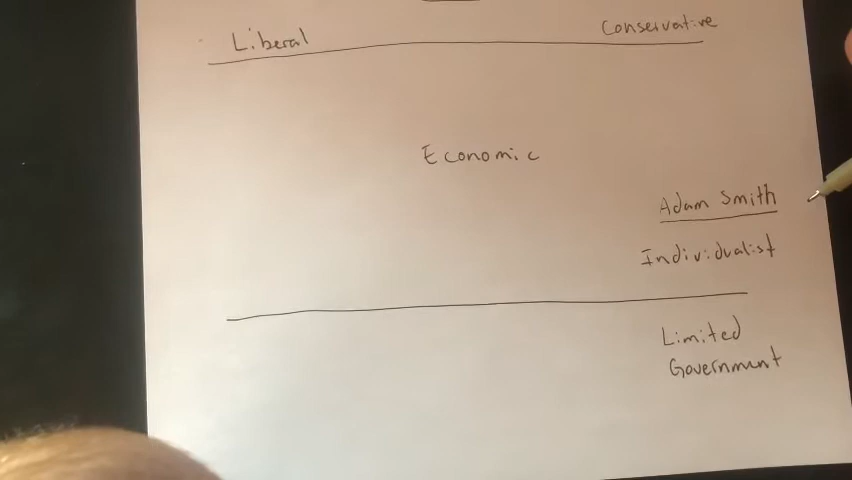 Liberal Conservative
Economic
Adam Smith
Individualist
Limited
Government